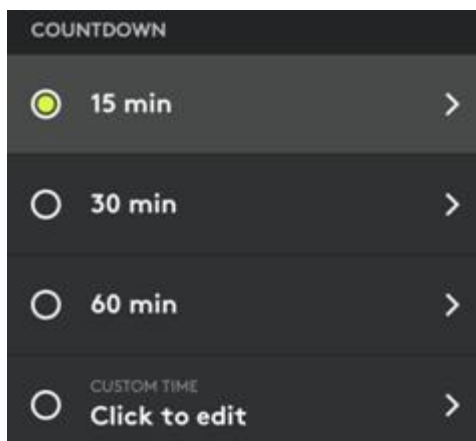 COUNTDOWN
15 min
30 min
60 min
CUSTOM TIME
Click to edit